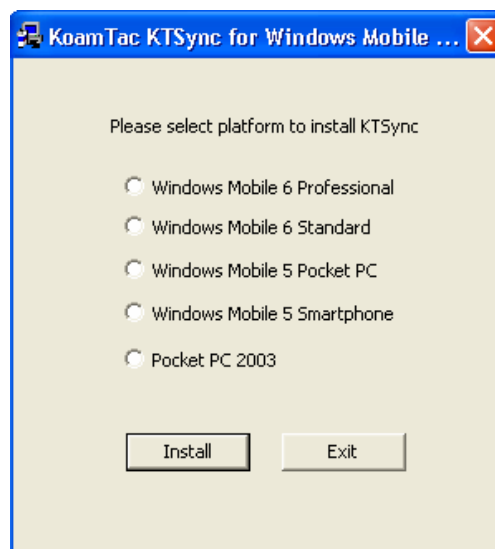 KoamTac KTSync for Windows Mobile ...
Please select platform to install KTSync
Windows Mobile 6 Professional
Windows Mobile 6 Standard
Windows Mobile 5 Pocket PC
Windows Mobile 5 Smartphone
Pocket PC 2003
Install Exit